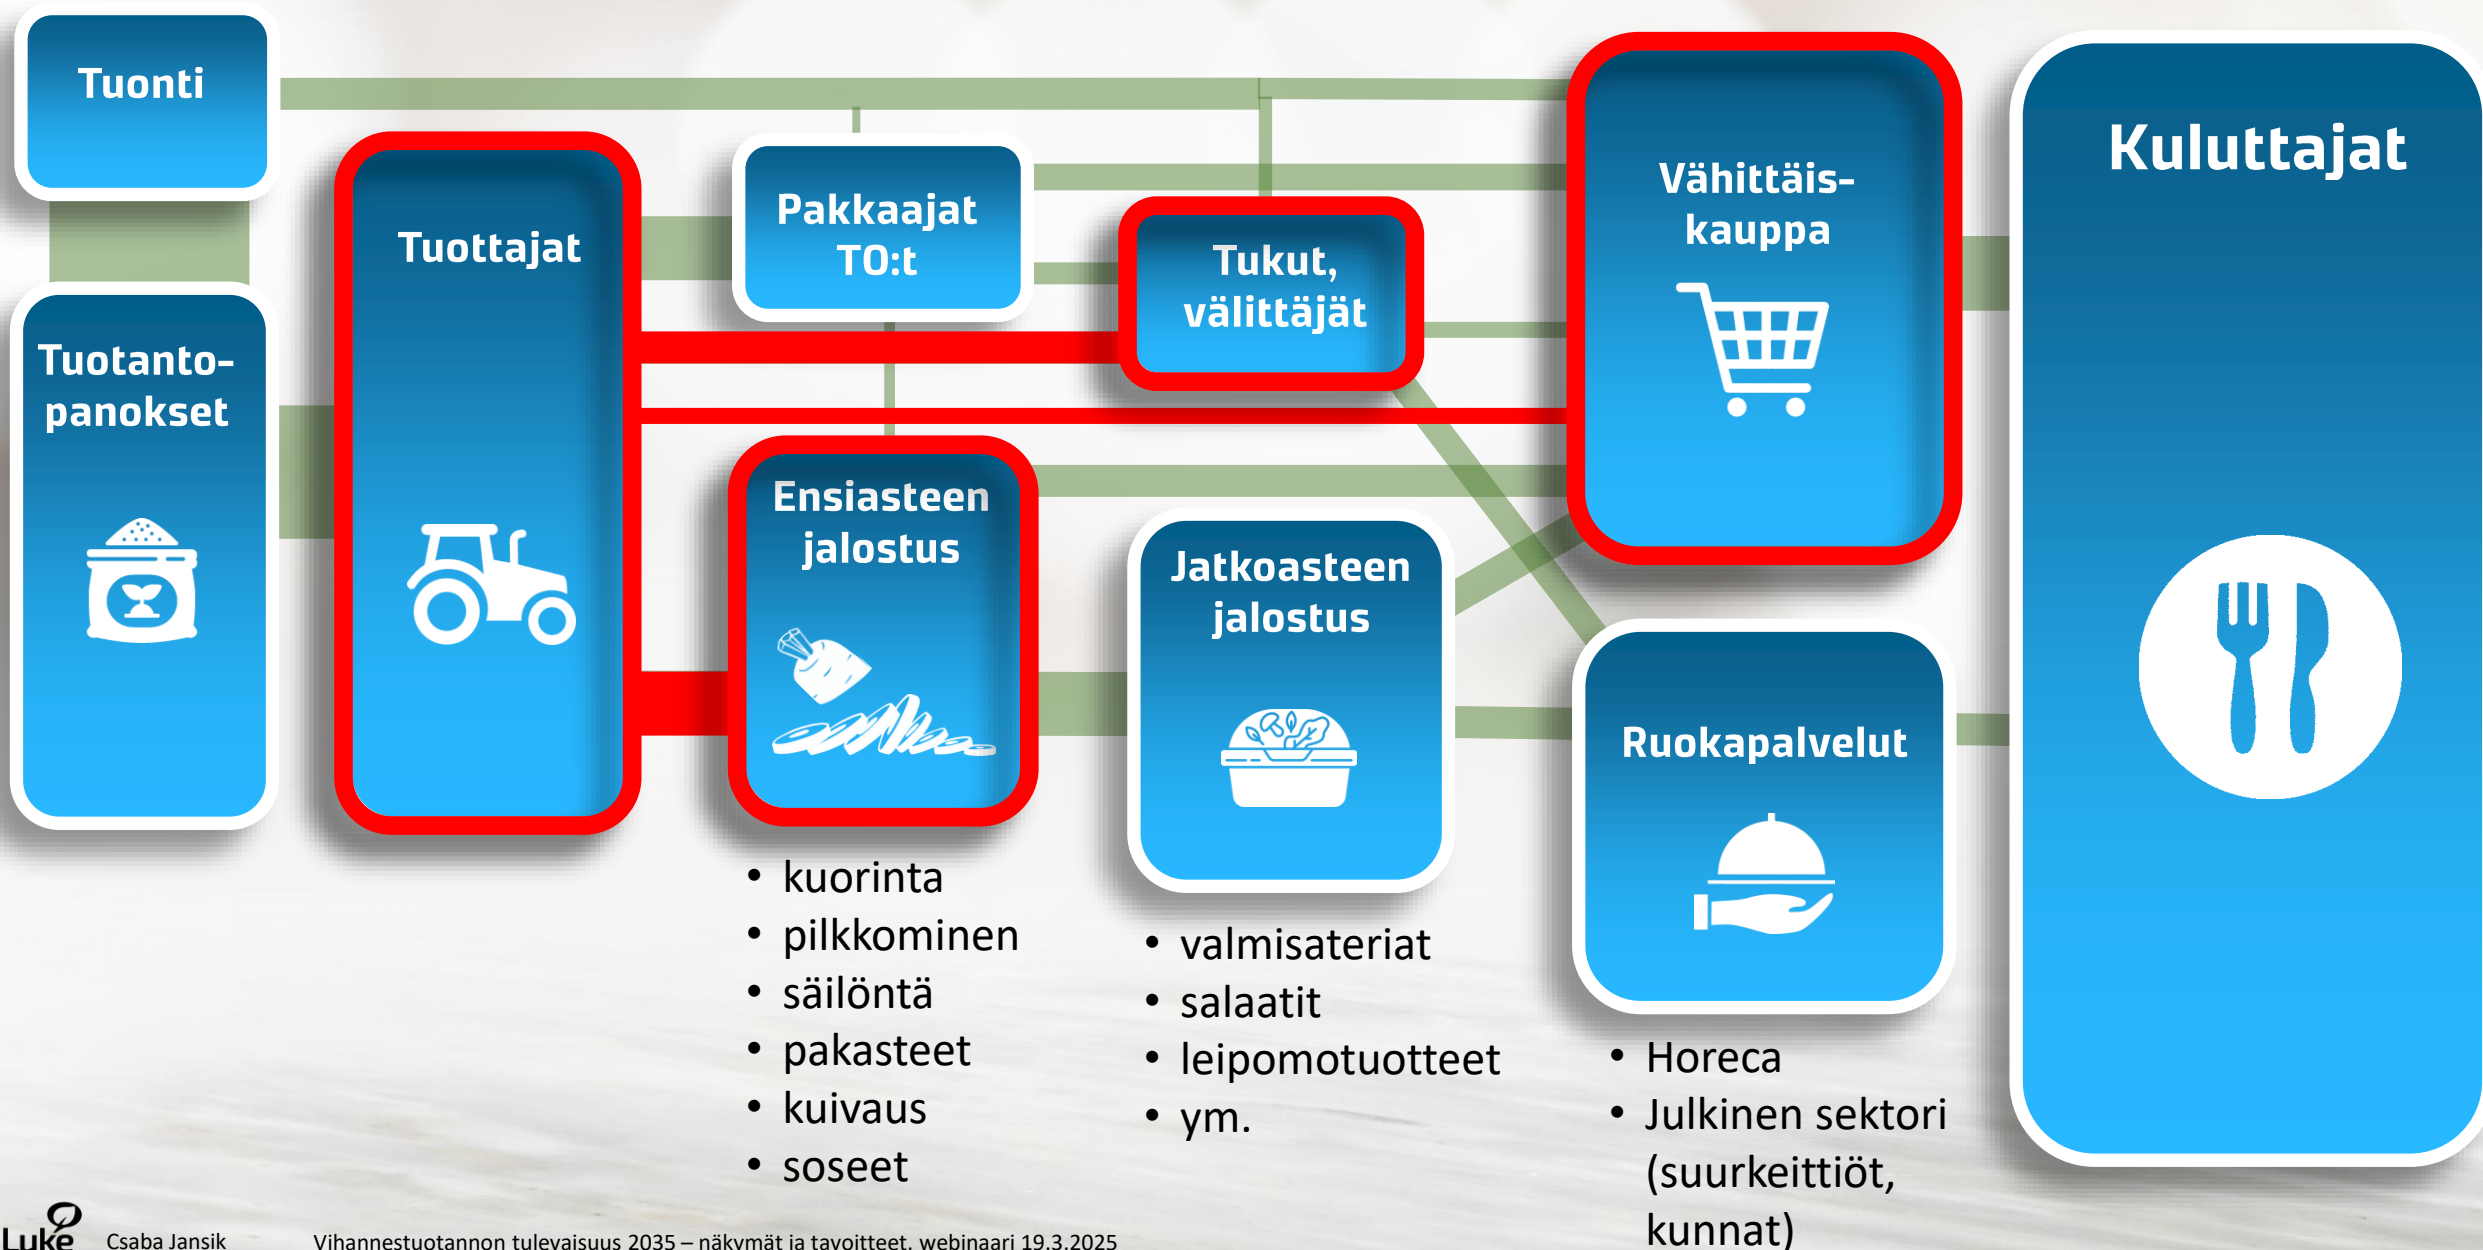 Tuonti
Tuotanto-
panokset
Tuottajat
Pakkaajat
TO:t
Tukut,
välittäjät
Ensiasteen
jalostus
Jatkoasteen
jalostus
Vähittäis-
kauppa
Ruokapalvelut
Kuluttajat
• kuorinta
• pilkkominen
• säilöntä
• pakasteet
• kuivaus
• soseet
• valmisateriat
• salaatit
• leipomotuotteet
• ym.
• Horeca
• Julkinen sektori
(suurkeittiöt,
kunnat)
Luke
Csaba Jansik
Vihannestuotannon tulevaisuus 2035 – näkymät ja tavoitteet, webinaari 19.3.2025